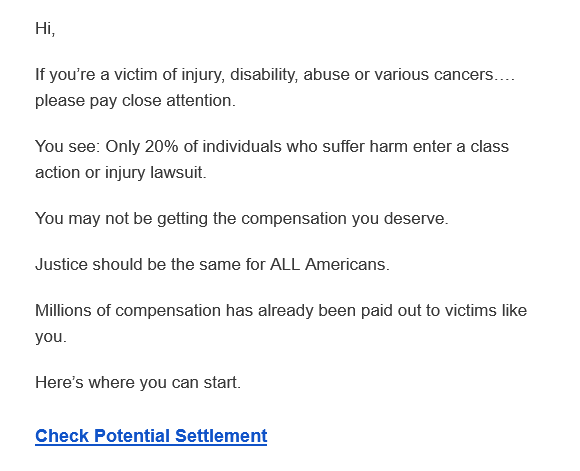 Hi,
If you’re a victim of injury, disability, abuse or various cancers….
please pay close attention.
You see: Only 20% of individuals who suffer harm enter a class
action or injury lawsuit.
You may not be getting the compensation you deserve.
Justice should be the same for ALL Americans.
Millions of compensation has already been paid out to victims like
you.
Here’s where you can start.
Check Potential Settlement